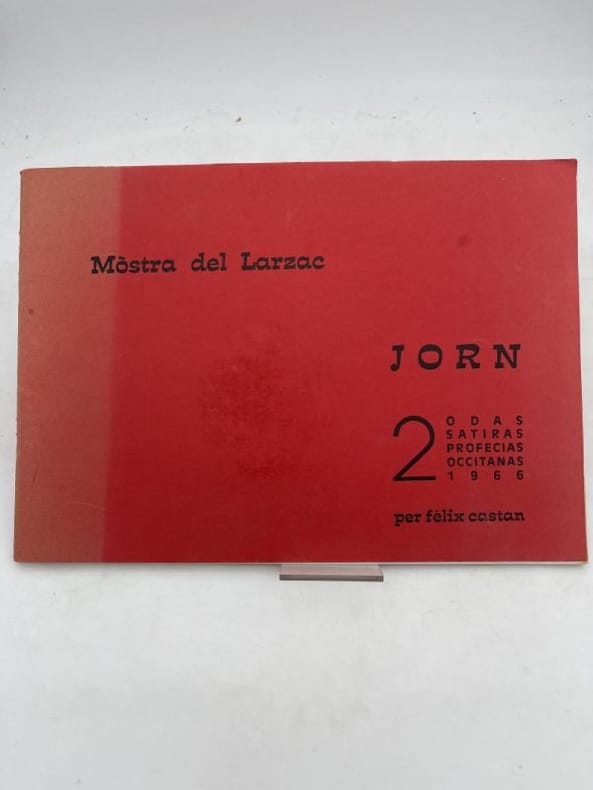 Mòstra del Larzac
JORN
2
ODAS
SATIRAS
PROFECIAS
OCCITANAS
1966
per fèlix castan